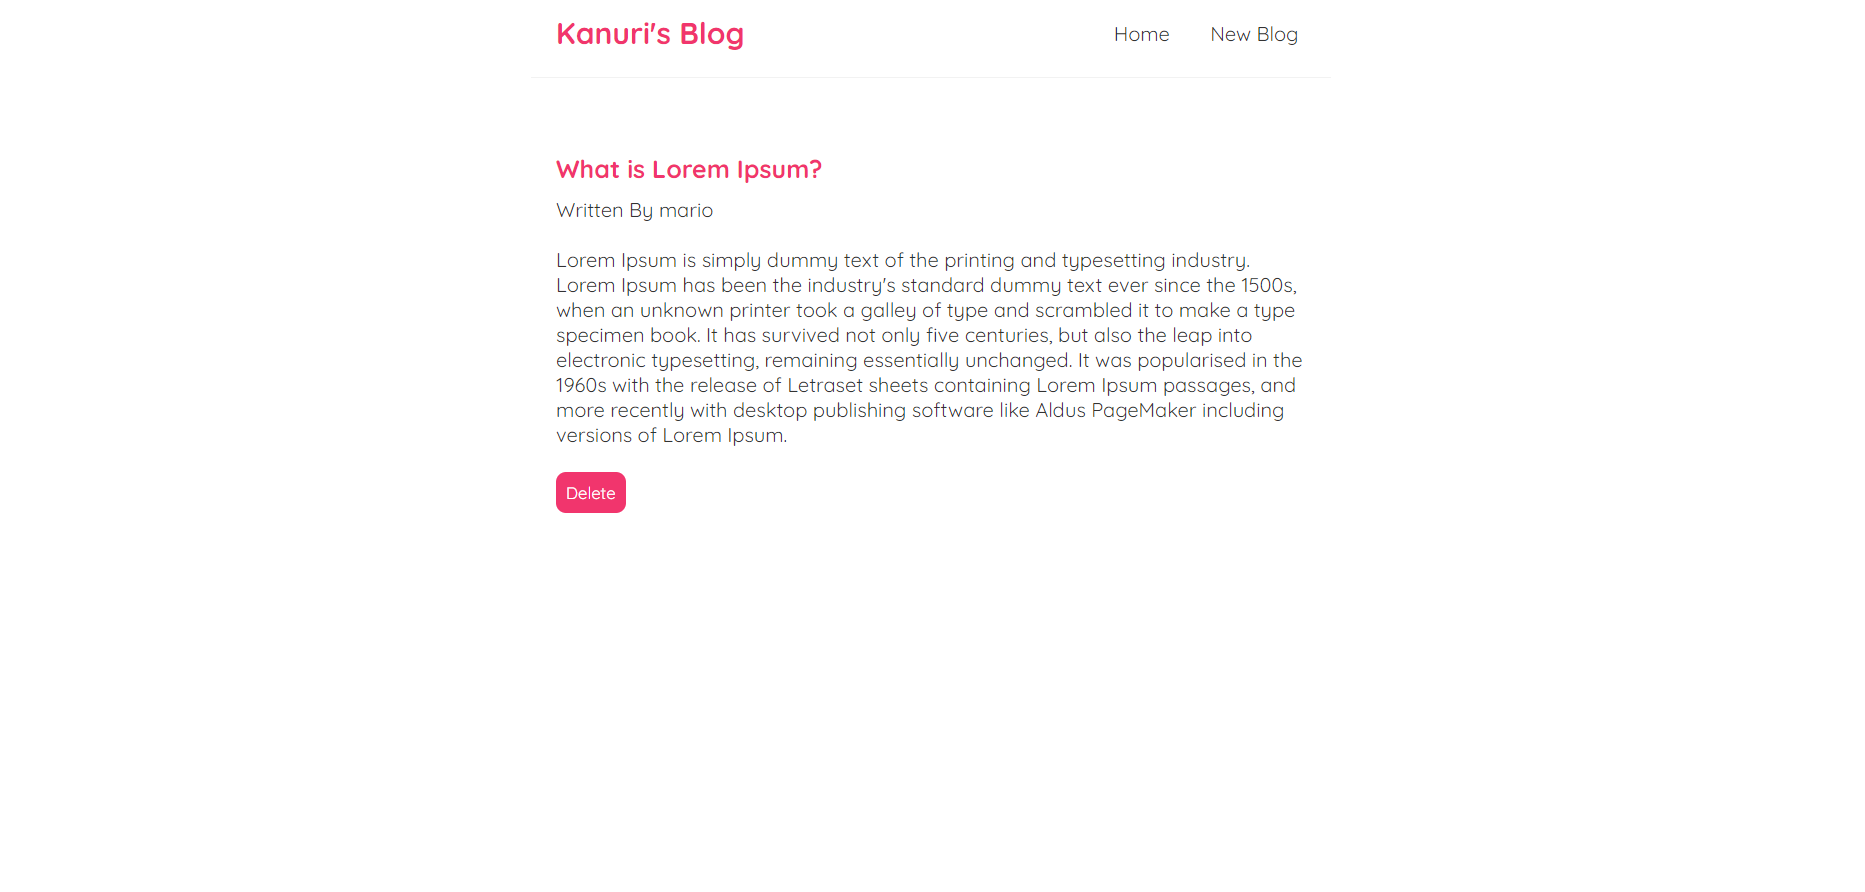 Kanuri's Blog
Home
New Blog
What is Lorem Ipsum?
Written By mario
Lorem Ipsum is simply dummy text of the printing and typesetting industry.
Lorem Ipsum has been the industry's standard dummy text ever since the 1500s,
when an unknown printer took a galley of type and scrambled it to make a type
specimen book. It has survived not only five centuries, but also the leap into
electronic typesetting, remaining essentially unchanged. It was popularised in the
1960s with the release of Letraset sheets containing Lorem Ipsum passages, and
more recently with desktop publishing software like Aldus PageMaker including
versions of Lorem Ipsum.
Delete